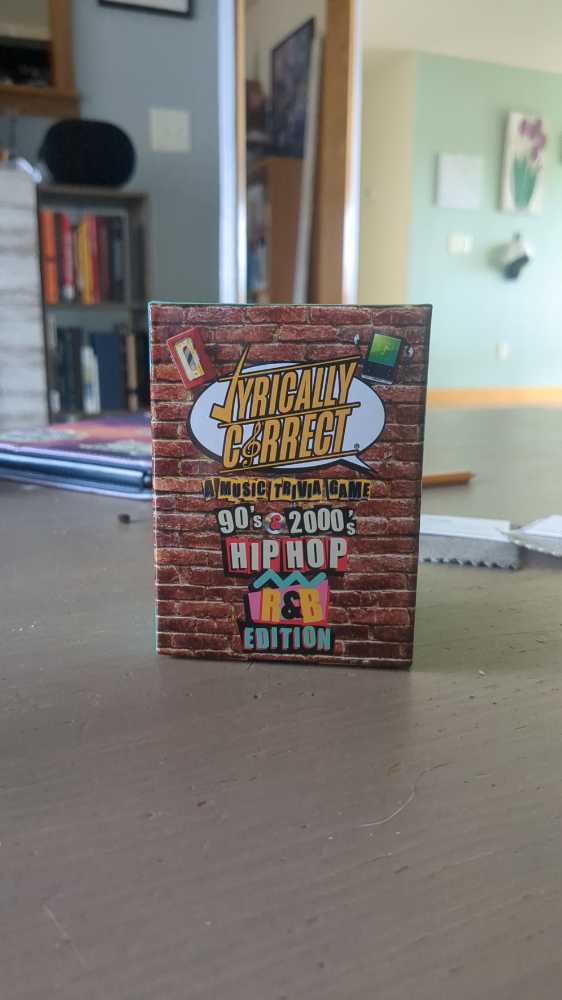 LYRICALLY
CORRECT®
A MUSIC TRIVIA GAME
90's & 2000's
HIP HOP
R&B
EDITION